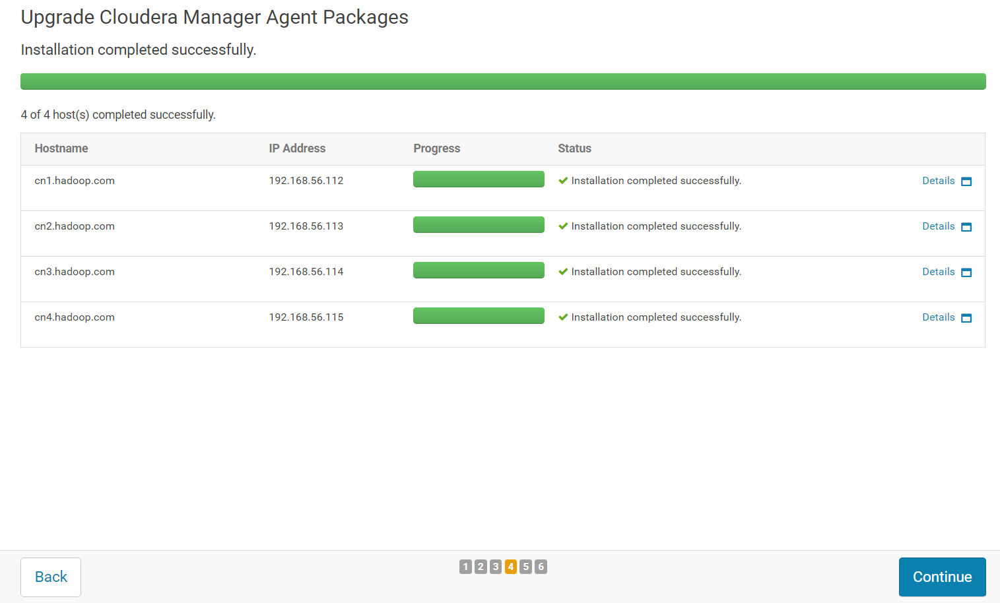 Upgrade Cloudera Manager Agent Packages
Installation completed successfully.
4 of 4 host(s) completed successfully.
Hostname IP Address Progress Status
cn1.hadoop.com 192.168.56.112 Installation completed successfully. Details
cn2.hadoop.com 192.168.56.113 Installation completed successfully. Details
cn3.hadoop.com 192.168.56.114 Installation completed successfully. Details
cn4.hadoop.com 192.168.56.115 Installation completed successfully. Details
Back 1 2 3 4 5 6 Continue